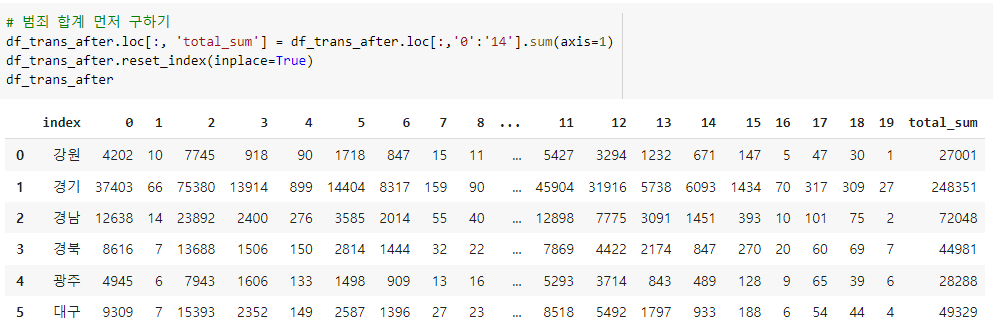 # 범죄 합계 먼저 구하기
df_trans_after.loc[:, 'total_sum'] = df_trans_after.loc[:,'0':'14'].sum(axis=1)
df_trans_after.reset_index(inplace=True)
df_trans_after
index 0 1 2 3 4 5 6 7 8 ... 11 12 13 14 15 16 17 18 19 total_sum
0 강원 4202 10 7745 918 90 1718 847 15 11 ... 5427 3294 1232 671 147 5 47 30 1 27001
1 경기 37403 66 75380 13914 899 14404 8317 159 90 ... 45904 31916 5738 6093 1434 70 317 309 27 248351
2 경남 12638 14 23892 2400 276 3585 2014 55 40 ... 12898 7775 3091 1451 393 10 101 75 2 72048
3 경북 8616 7 13688 1506 150 2814 1444 32 22 ... 7869 4422 2174 847 270 20 60 69 7 44981
4 광주 4945 6 7943 1606 133 1498 909 13 16 ... 5293 3714 843 489 128 9 65 39 6 28288
5 대구 9309 7 15393 2352 149 2587 1396 27 23 ... 8518 5492 1797 933 188 6 54 44 4 49329